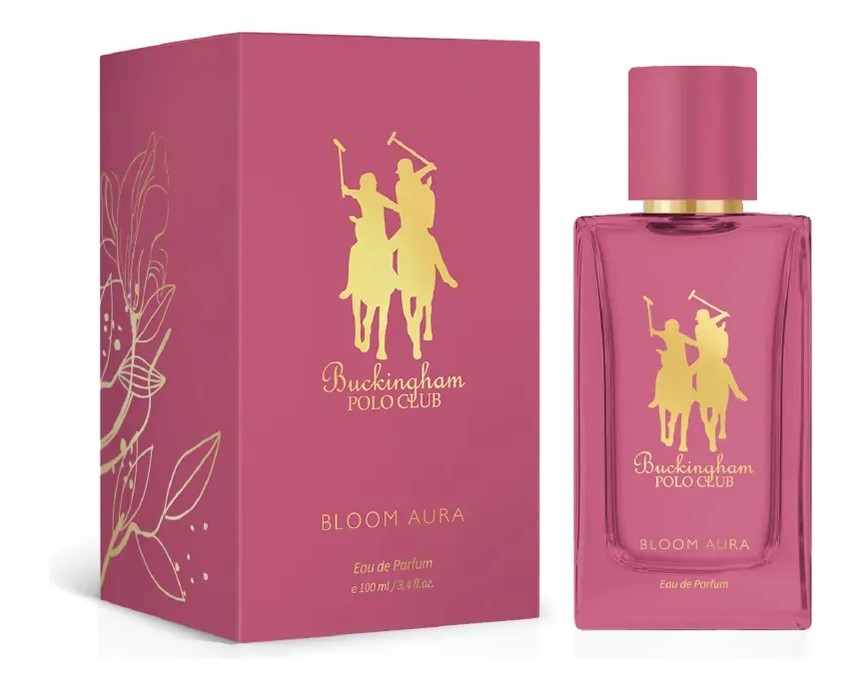 Buckingham
POLO CLUB
BLOOM AURA
Eau de Parfum
e 100 ml / 3,4 fl.oz.
Buckingham
POLO CLUB
BLOOM AURA
Eau de Parfum